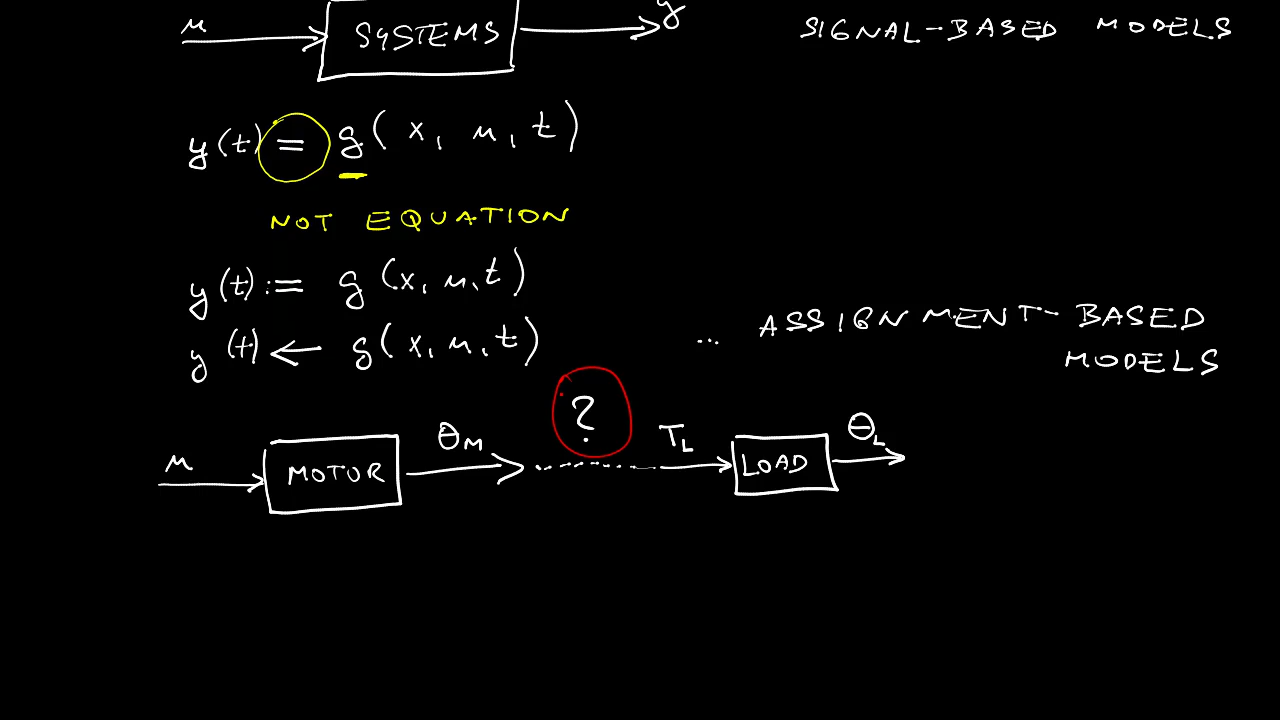 u SYSTEMS y SIGNAL-BASED MODELS
y(t) = g(x, u, t)
NOT EQUATION
y(t) := g(x, u, t)
y(t) ← g(x, u, t) ... ASSIGNMENT-BASED
MODELS
?
u MOTOR θM TL LOAD θL